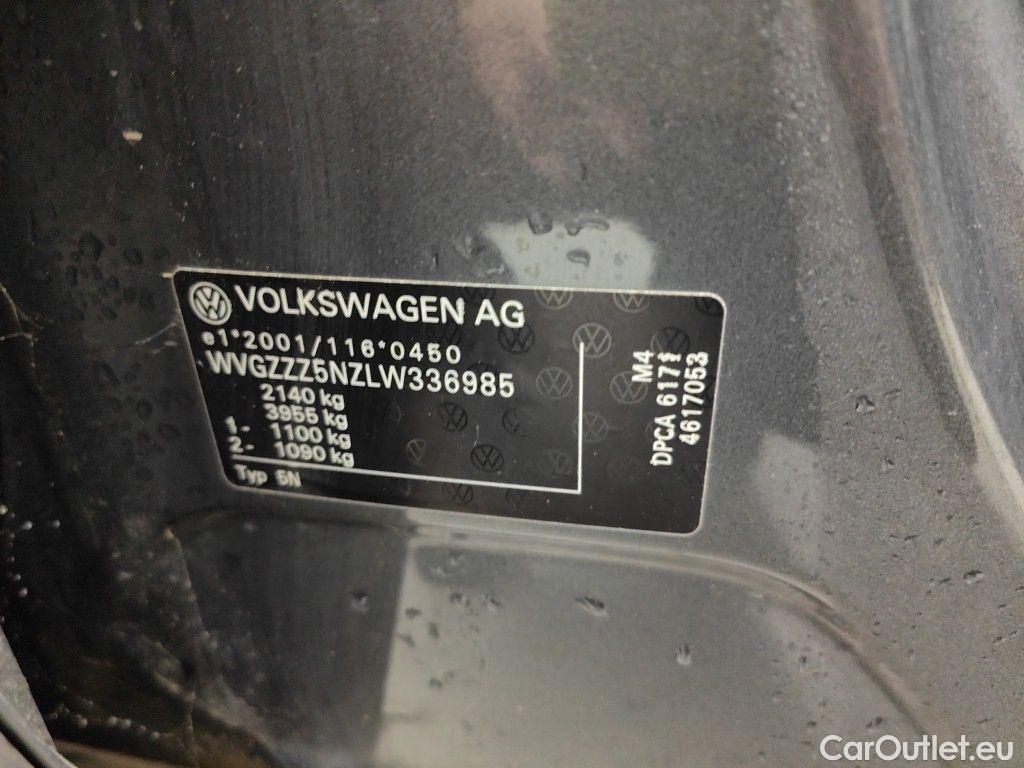 VOLKSWAGEN AG
e1*2001/116*0450
WVGZZZ5NZLW336985
2140 kg
3955 kg
1- 1100 kg
2- 1090 kg
Typ 5N
M4
DPCA 6171
4617053
CarOutlet.eu